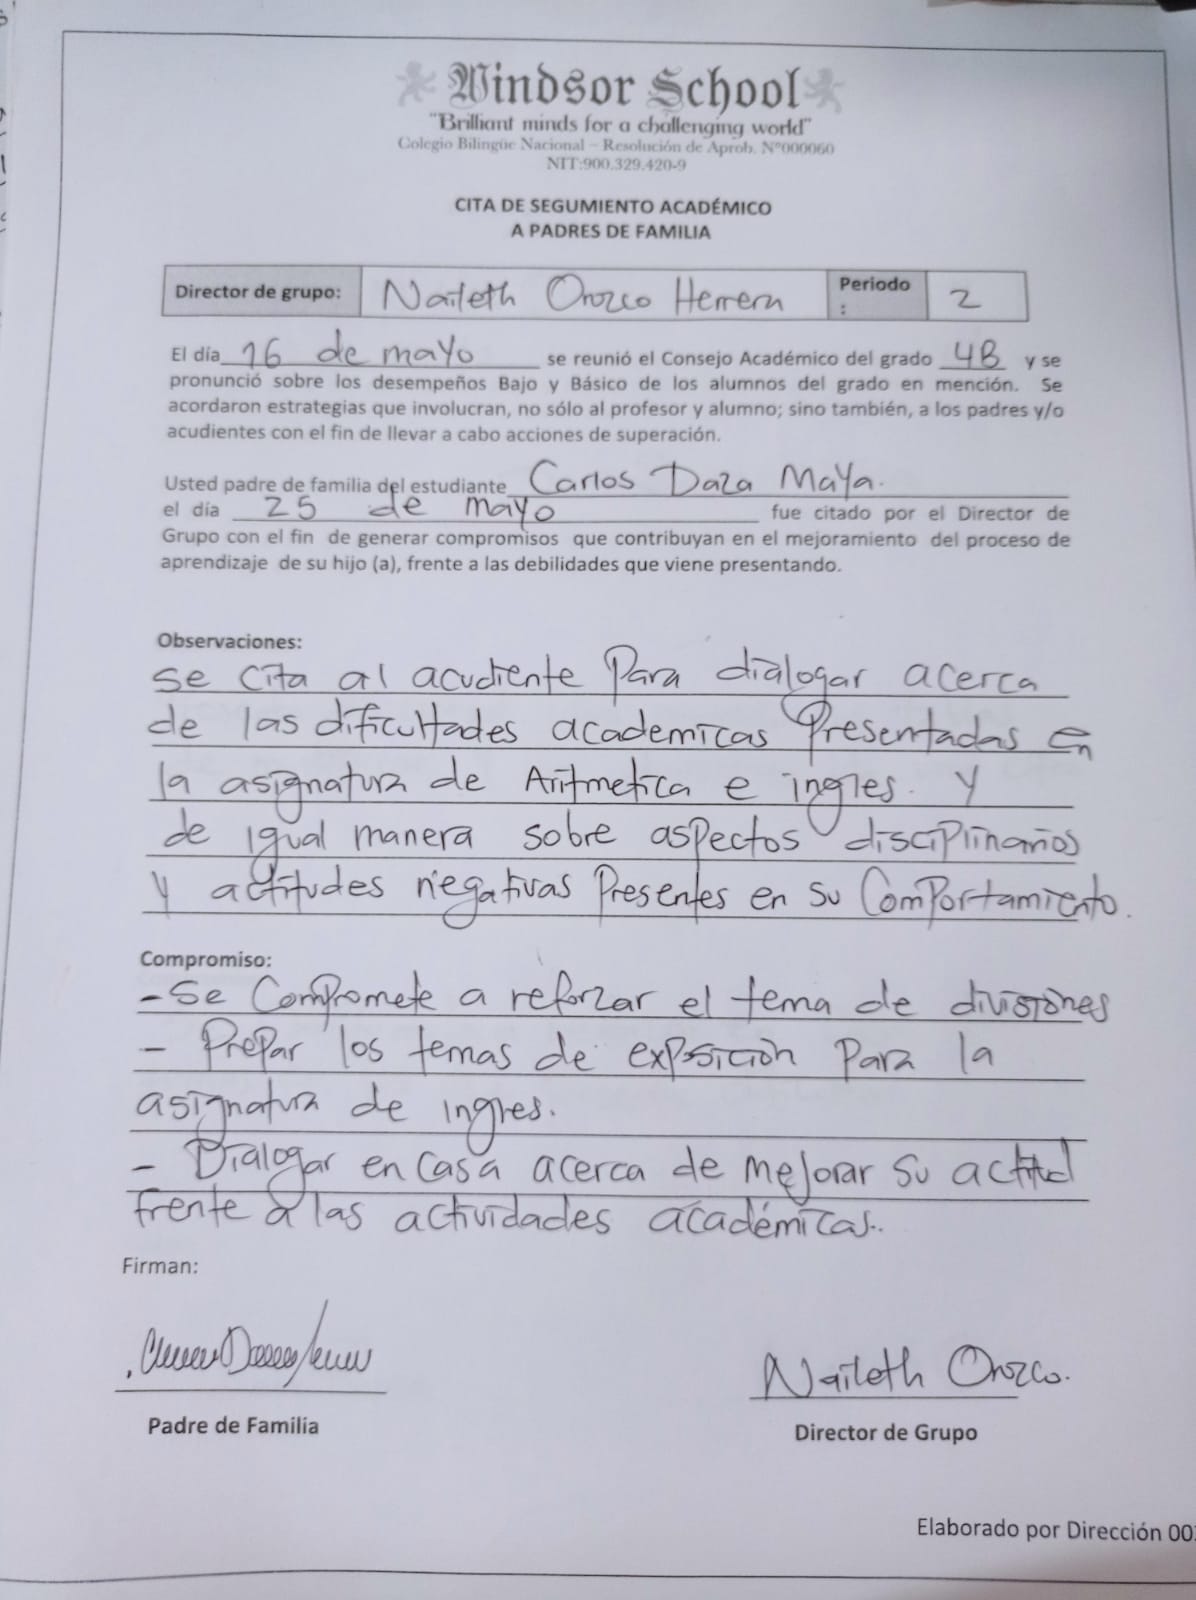 Windsor School
"Brilliant minds for a challenging world"
Colegio Bilingüe Nacional – Resolución de Aprob. N°000060
NIT:900.329.420-9
CITA DE SEGUMIENTO ACADÉMICO
A PADRES DE FAMILIA
Director de grupo: Naileth Orozco Herrera Periodo : 2
El día 16 de mayo se reunió el Consejo Académico del grado 4B y se
pronunció sobre los desempeños Bajo y Básico de los alumnos del grado en mención. Se
acordaron estrategias que involucran, no sólo al profesor y alumno; sino también, a los padres y/o
acudientes con el fin de llevar a cabo acciones de superación.
Usted padre de familia del estudiante Carlos Daza Maya.
el día 25 de mayo fue citado por el Director de
Grupo con el fin de generar compromisos que contribuyan en el mejoramiento del proceso de
aprendizaje de su hijo (a), frente a las debilidades que viene presentando.
Observaciones:
se cita al acudiente Para dialogar acerca
de las dificultades academicas Presentadas en
la asignatura de Aritmetica e ingles. Y
de igual manera sobre aspectos disciplinarios
Y actitudes negativas Presentes en su Comportamiento.
Compromiso:
- Se Compromete a reforzar el tema de divisiones
- Prepar los temas de exposición Para la
asignatura de ingles.
- Dialogar en casa acerca de mejorar su actitud
frente a las actividades académicas.
Firman:
Padre de Familia
Naileth Orozco.
Director de Grupo
Elaborado por Dirección 00